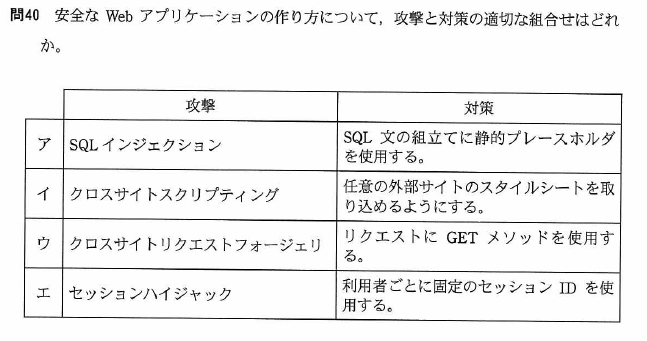 問40 安全な Web アプリケーションの作り方について，攻撃と対策の適切な組合せはどれ
か。
攻撃 対策
ア SQL インジェクション SQL 文の組立てに静的プレースホルダ
を使用する。
イ クロスサイトスクリプティング 任意の外部サイトのスタイルシートを取
り込めるようにする。
ウ クロスサイトリクエストフォージェリ リクエストに GET メソッドを使用す
る。
エ セッションハイジャック 利用者ごとに固定のセッション ID を使
用する。